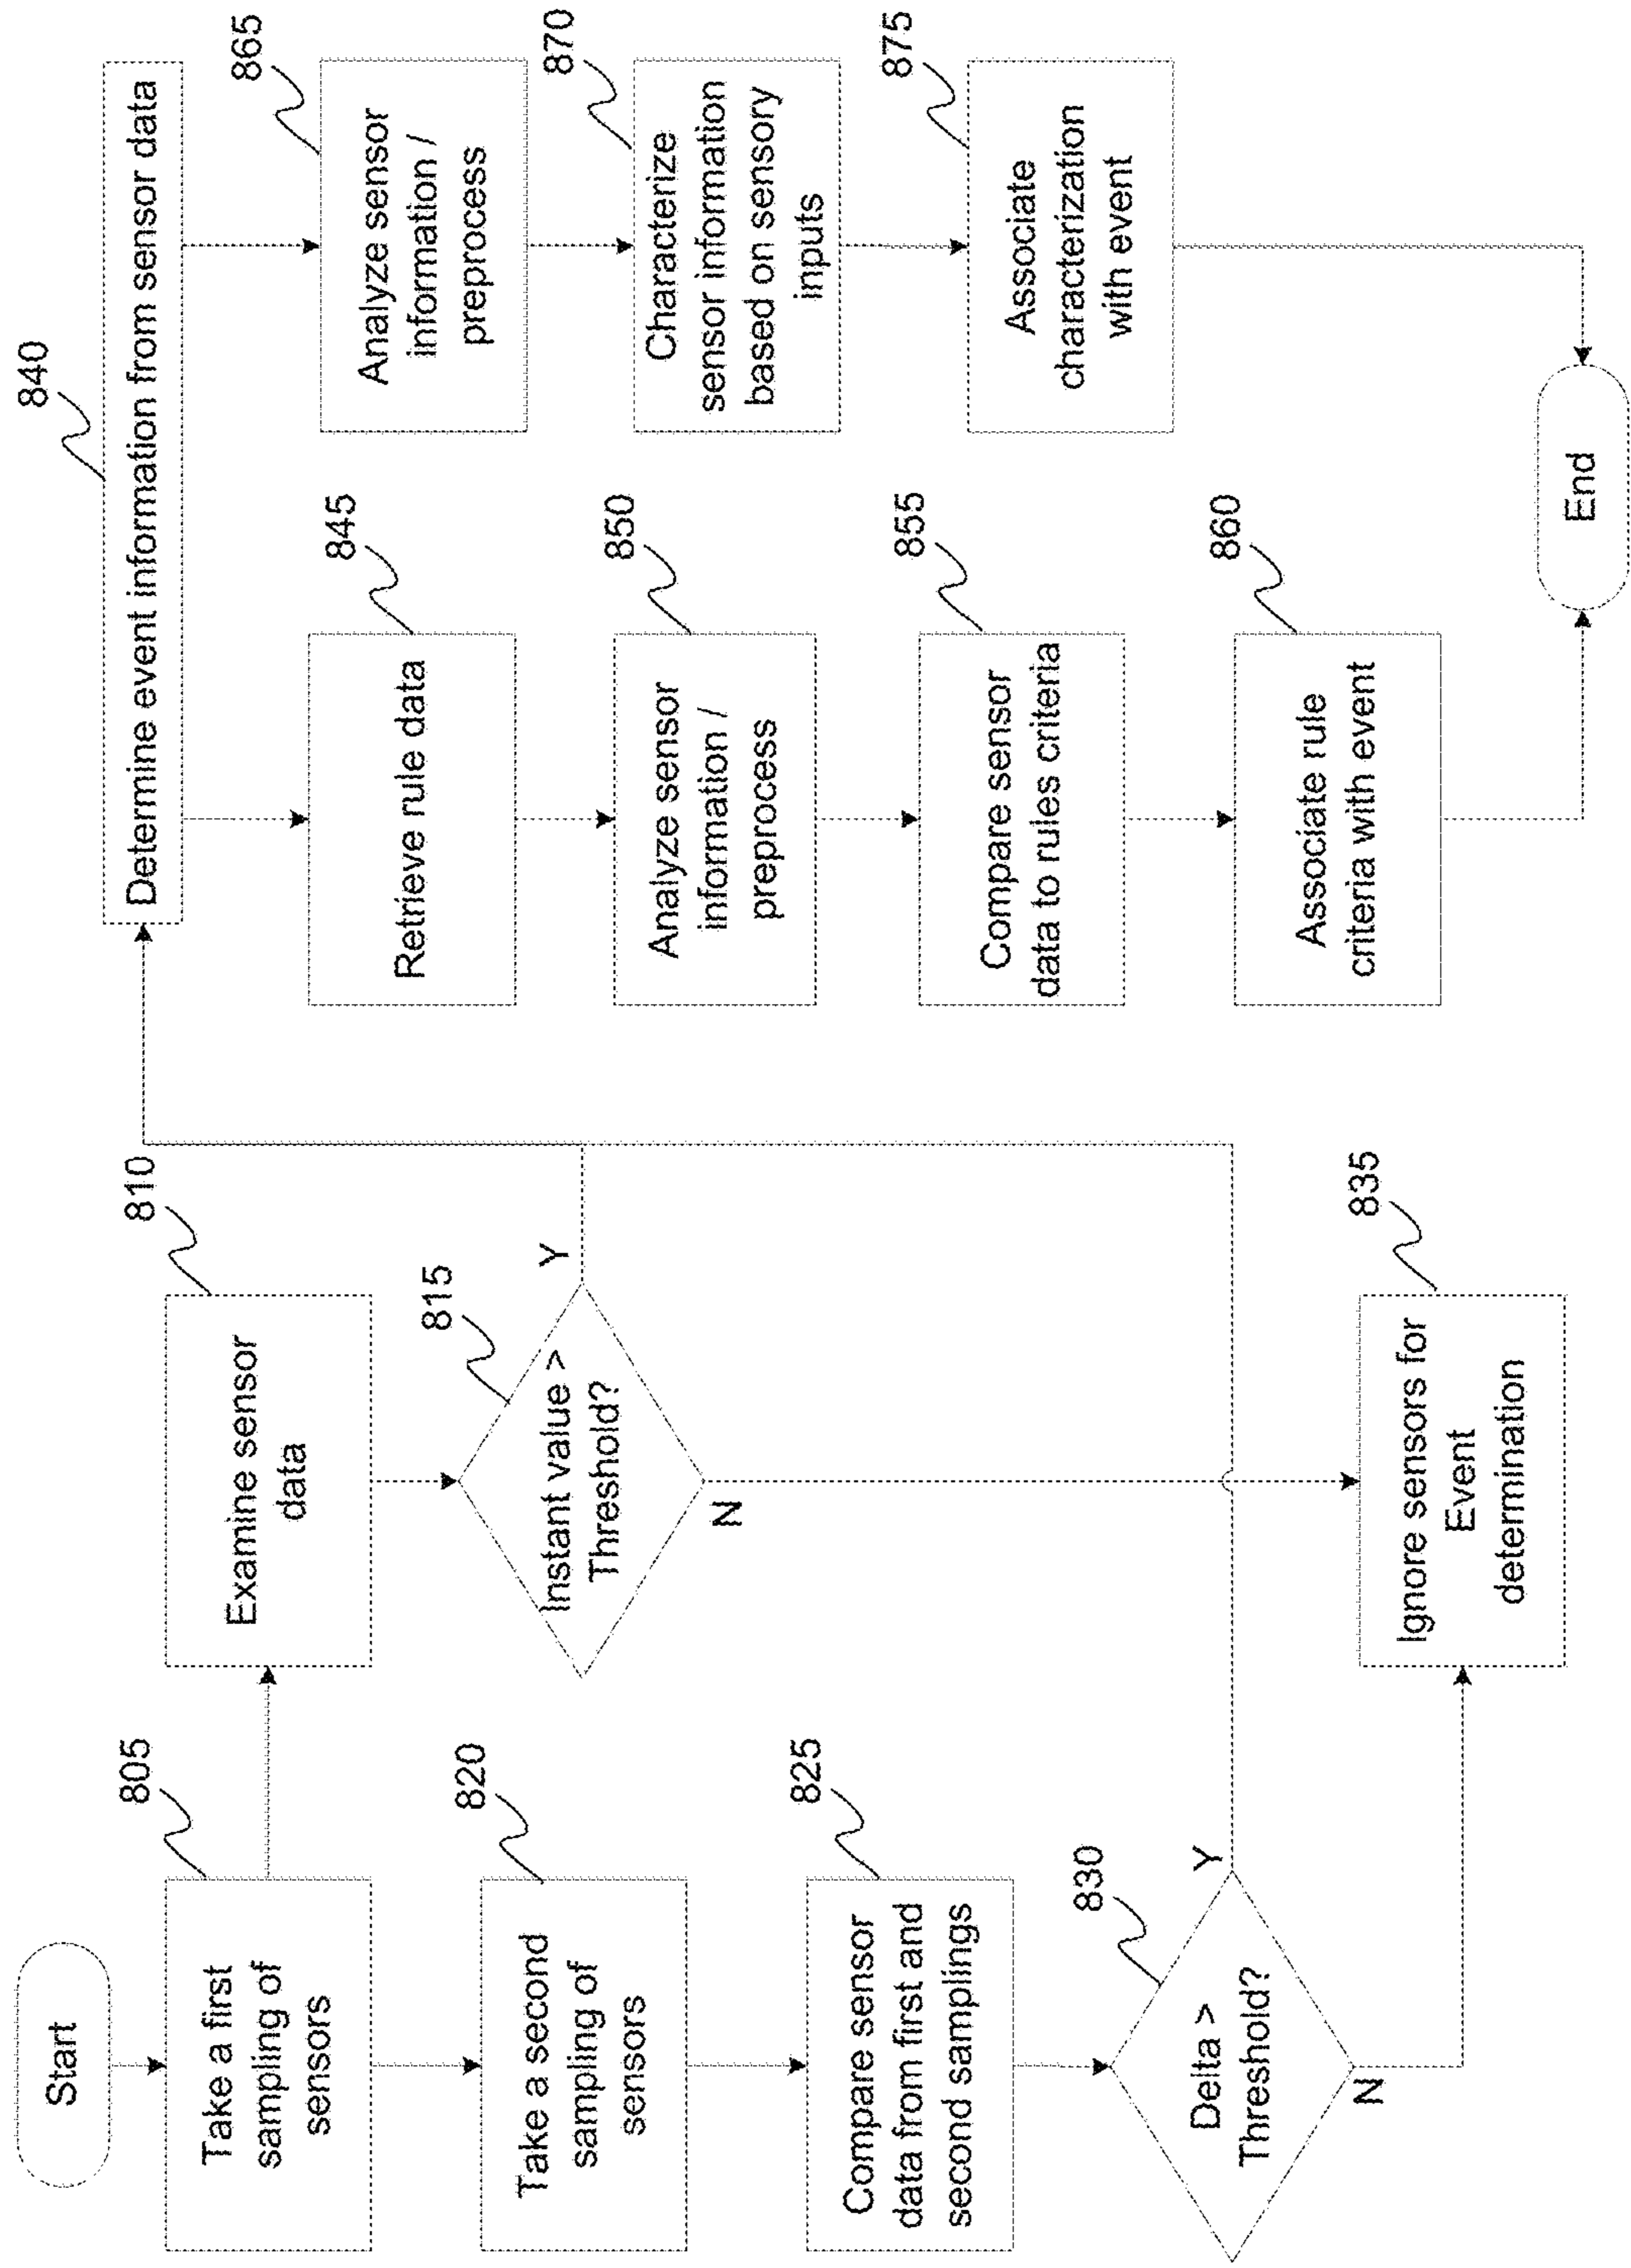 Start
805
Take a first
sampling of
sensors
820
Take a second
sampling of
sensors
825
Compare sensor
data from first and
second samplings
830
Delta >
Threshold?
Y
N
810
Examine sensor
data
815
Instant value >
Threshold?
Y
N
835
Ignore sensors for
Event
determination
840
Determine event information from sensor data
845
Retrieve rule data
850
Analyze sensor
information /
preprocess
855
Compare sensor
data to rules criteria
860
Associate rule
criteria with event
865
Analyze sensor
information /
preprocess
870
Characterize
sensor information
based on sensory
inputs
875
Associate
characterization
with event
End